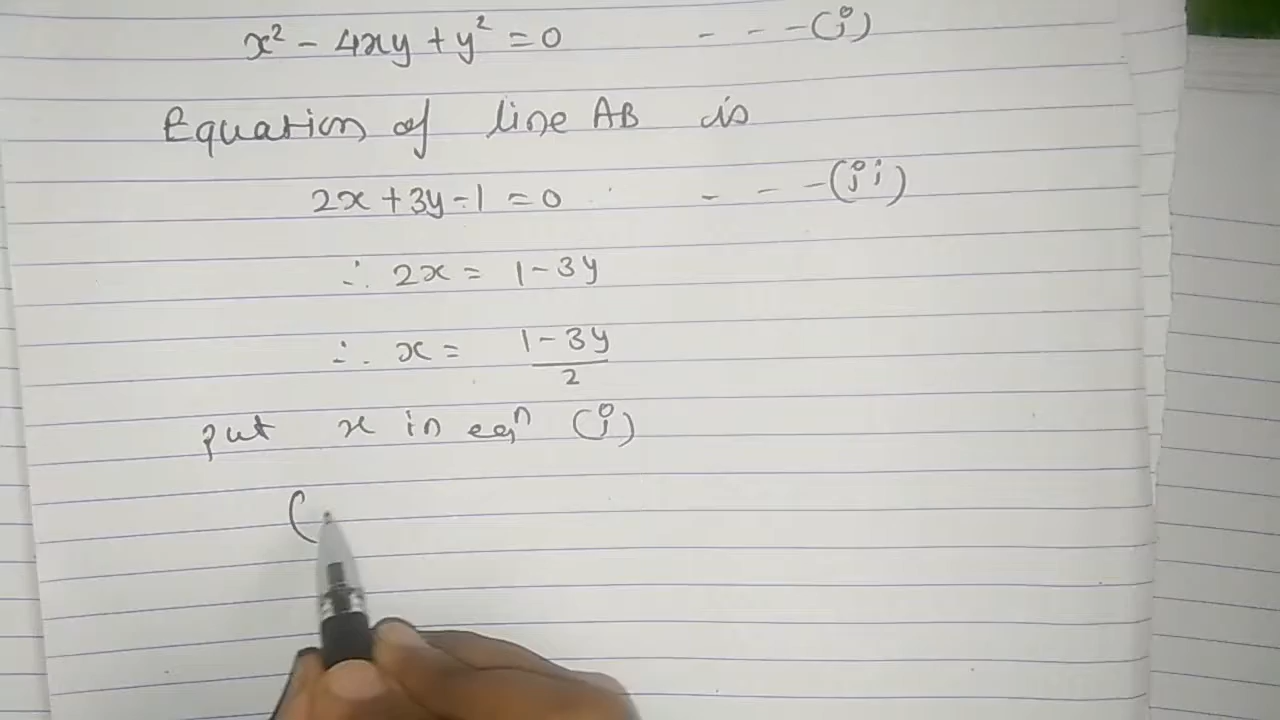 x² - 4xy + y² = 0 - - - (i)
Equation of line AB is
2x + 3y - 1 = 0 - - - (ii)
∴ 2x = 1 - 3y
∴ x = (1 - 3y)/2
put x in eqⁿ (i)
(